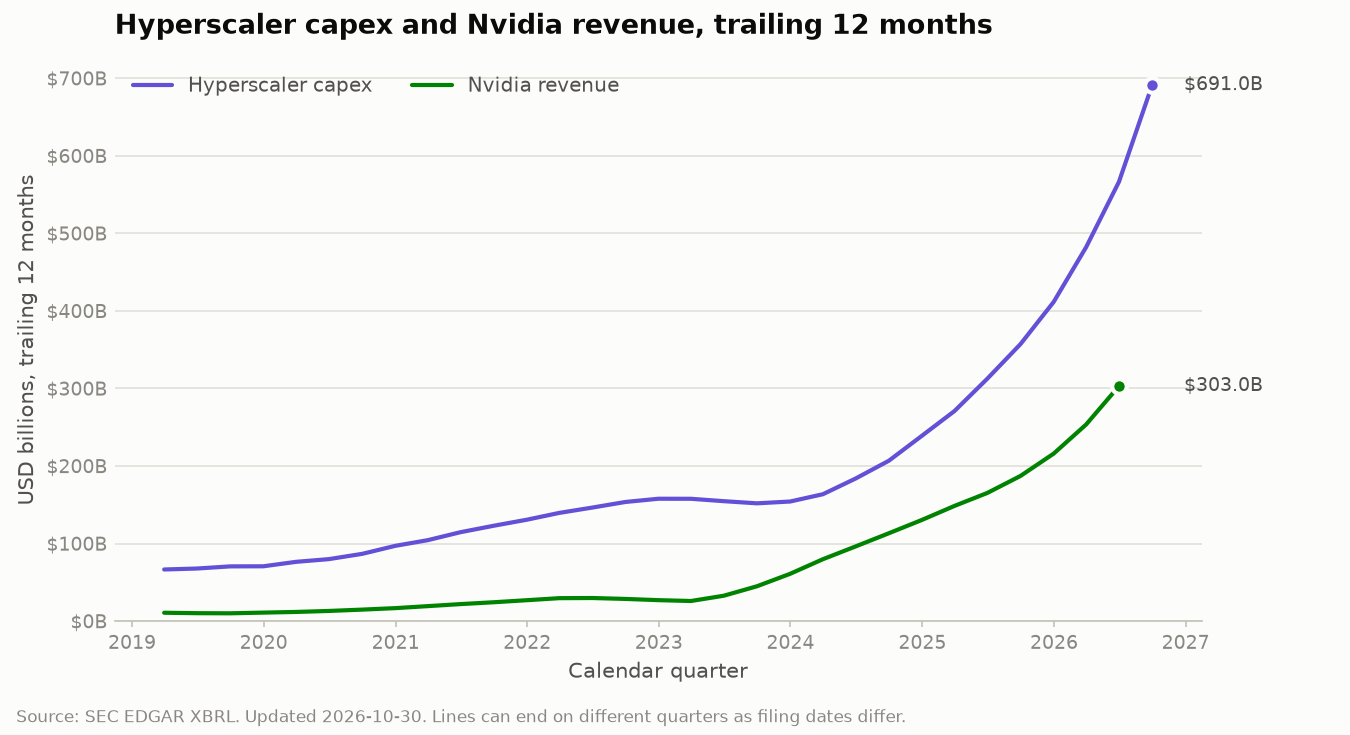 Hyperscaler capex and Nvidia revenue, trailing 12 months
Hyperscaler capex
Nvidia revenue
$700B
$600B
$500B
$400B
$300B
$200B
$100B
$0B
USD billions, trailing 12 months
$691.0B
$303.0B
2019 2020 2021 2022 2023 2024 2025 2026 2027
Calendar quarter
Source: SEC EDGAR XBRL. Updated 2026-10-30. Lines can end on different quarters as filing dates differ.